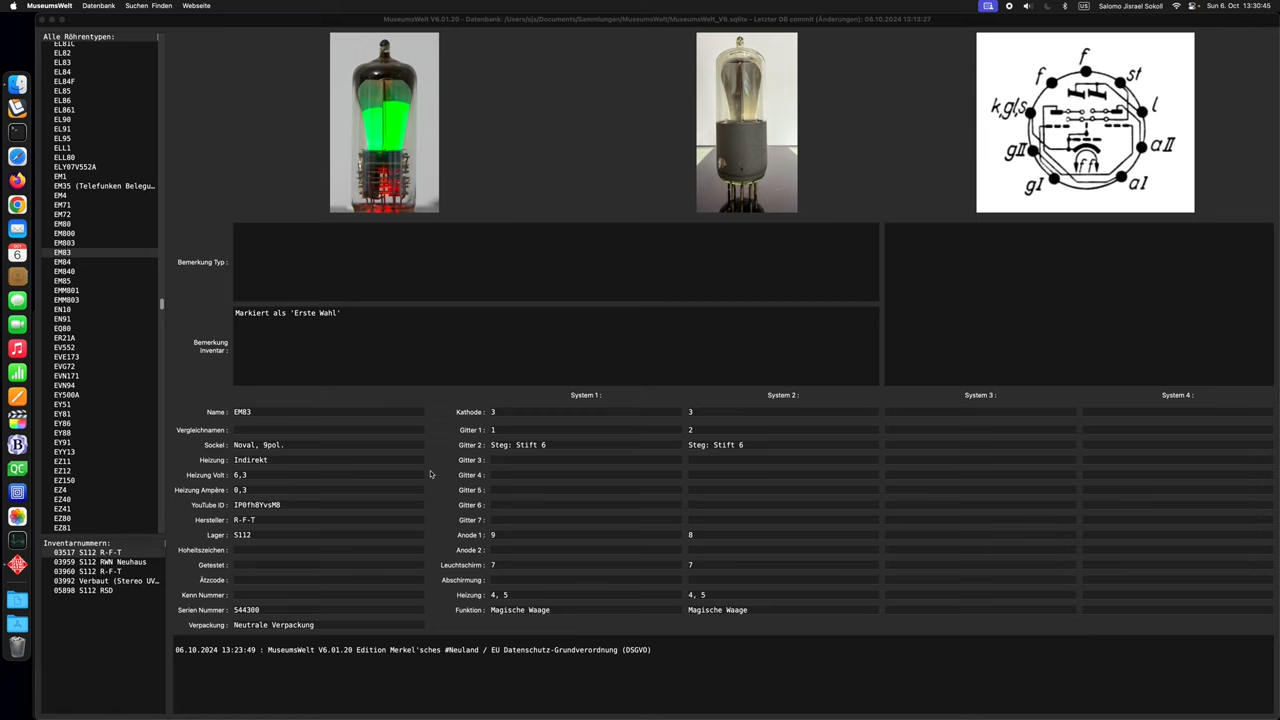 MuseumsWelt Datenbank Suchen Finden Webseite
US Salomo Jisrael Sokoll Sun 6. Oct 13:30:45
MuseumsWelt V6.01.20 - Datenbank: /Users/sjs/Documents/Sammlungen/MuseumsWelt/MuseumsWelt_V6.sqlite - Letzter DB commit (Änderungen): 06.10.2024 13:13:27
Alle Röhrentypen:
EL81C
EL82
EL83
EL84
EL84F
EL85
EL86
EL861
EL90
EL91
EL95
ELL1
ELL80
ELY07V552A
EM1
EM35 (Telefunken Belegu…
EM4
EM71
EM72
EM80
EM800
EM803
EM83
EM84
EM840
EM85
EMM801
EMM803
EN10
EN91
EQ80
ER21A
EV552
EVE173
EVG72
EVN171
EVN94
EY500A
EY51
EY81
EY86
EY88
EY91
EYY13
EZ11
EZ12
EZ150
EZ4
EZ40
EZ41
EZ80
EZ81
Inventarnummern:
03517 S112 R-F-T
03959 S112 RWN Neuhaus
03960 S112 R-F-T
03992 Verbaut (Stereo UV…
05898 S112 RSD
f
f st
k,gl,s l
gII aII
gI aI
f f
Bemerkung Typ :
Bemerkung Inventar : Markiert als 'Erste Wahl'
System 1 : System 2 : System 3 : System 4 :
Name : EM83 Kathode : 3 3
Vergleichnamen : Gitter 1 : 1 2
Sockel : Noval, 9pol. Gitter 2 : Steg: Stift 6 Steg: Stift 6
Heizung : Indirekt Gitter 3 :
Heizung Volt : 6,3 Gitter 4 :
Heizung Ampère : 0,3 Gitter 5 :
YouTube ID : IP0fh8YvsM8 Gitter 6 :
Hersteller : R-F-T Gitter 7 :
Lager : S112 Anode 1 : 9 8
Hoheitszeichen : Anode 2 :
Getestet : Leuchtschirm : 7 7
Ätzcode : Abschirmung :
Kenn Nummer : Heizung : 4, 5 4, 5
Serien Nummer : 544300 Funktion : Magische Waage Magische Waage
Verpackung : Neutrale Verpackung
06.10.2024 13:23:49 : MuseumsWelt V6.01.20 Edition Merkel'sches #Neuland / EU Datenschutz-Grundverordnung (DSGVO)